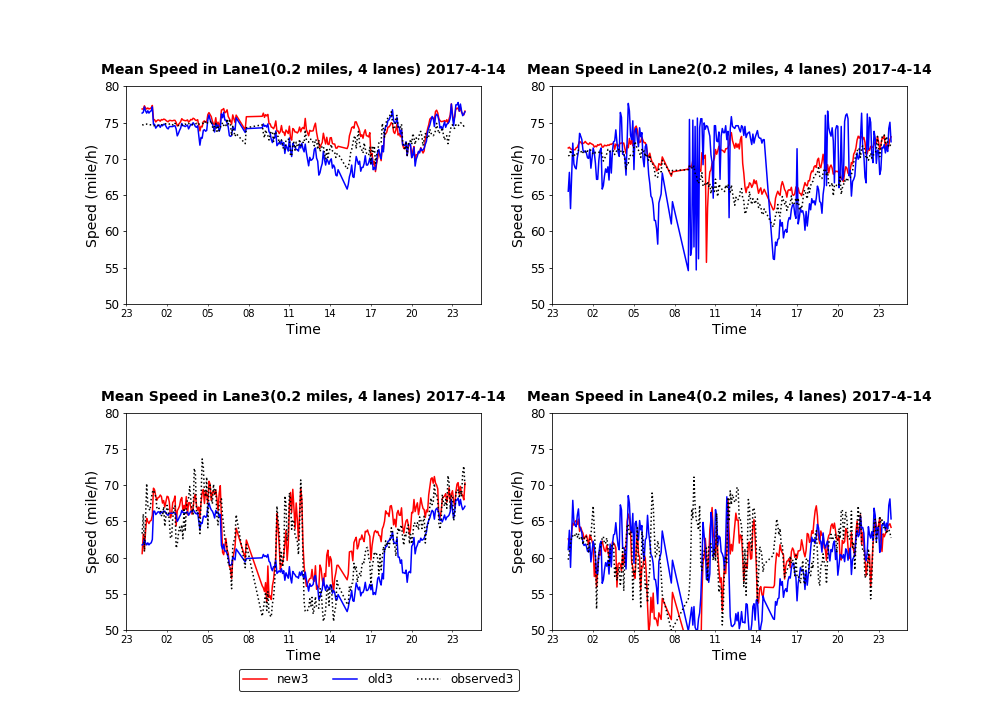 Mean Speed in Lane1(0.2 miles, 4 lanes) 2017-4-14
80
75
70
65
60
55
50
Speed (mile/h)
23 02 05 08 11 14 17 20 23
Time
Mean Speed in Lane2(0.2 miles, 4 lanes) 2017-4-14
80
75
70
65
60
55
50
Speed (mile/h)
23 02 05 08 11 14 17 20 23
Time
Mean Speed in Lane3(0.2 miles, 4 lanes) 2017-4-14
80
75
70
65
60
55
50
Speed (mile/h)
23 02 05 08 11 14 17 20 23
Time
Mean Speed in Lane4(0.2 miles, 4 lanes) 2017-4-14
80
75
70
65
60
55
50
Speed (mile/h)
23 02 05 08 11 14 17 20 23
Time
new3 old3 observed3